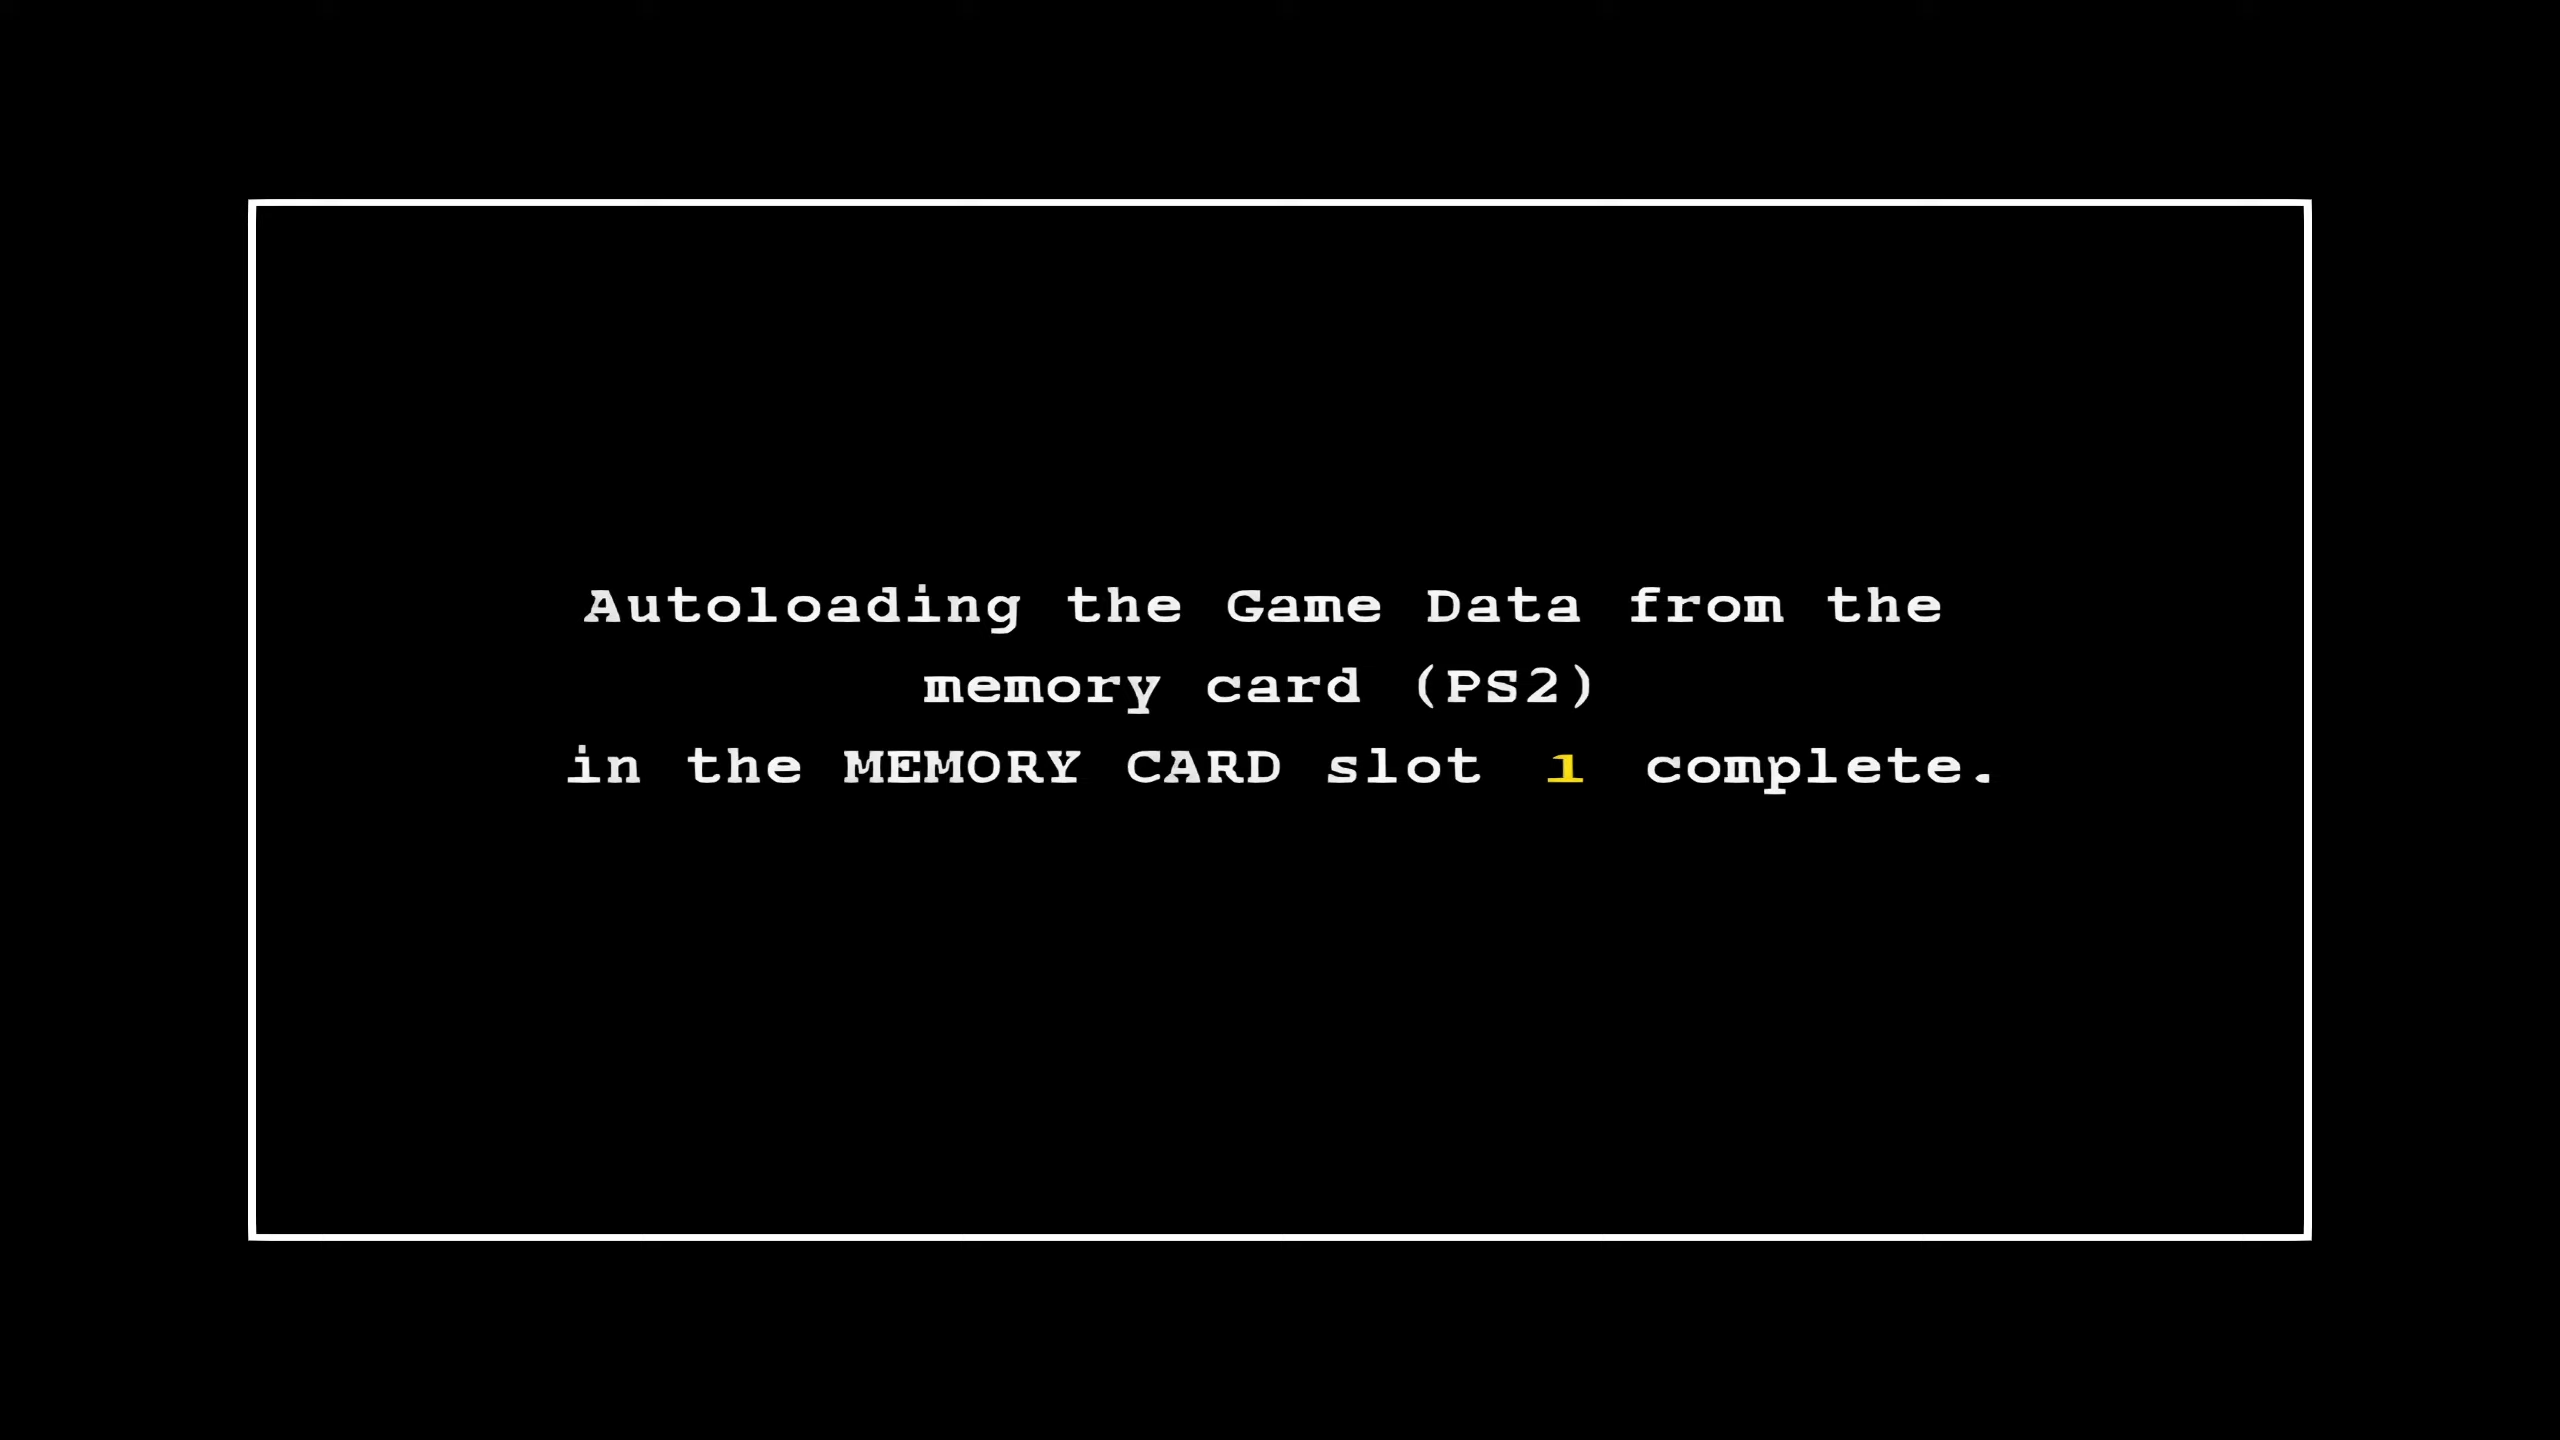 Autoloading the Game Data from the
memory card (PS2)
in the MEMORY CARD slot 1 complete.